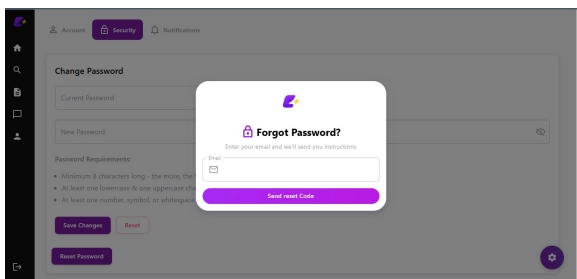 Account
Security
Notifications
Change Password
Current Password
New Password
Password Requirements:
Minimum 8 characters long - the more, the
At least one lowercase & one uppercase cha
At least one number, symbol, or whitespace
Save Changes
Reset
Reset Password
Forgot Password?
Enter your email and we'll send you instructions
Email
Send reset Code